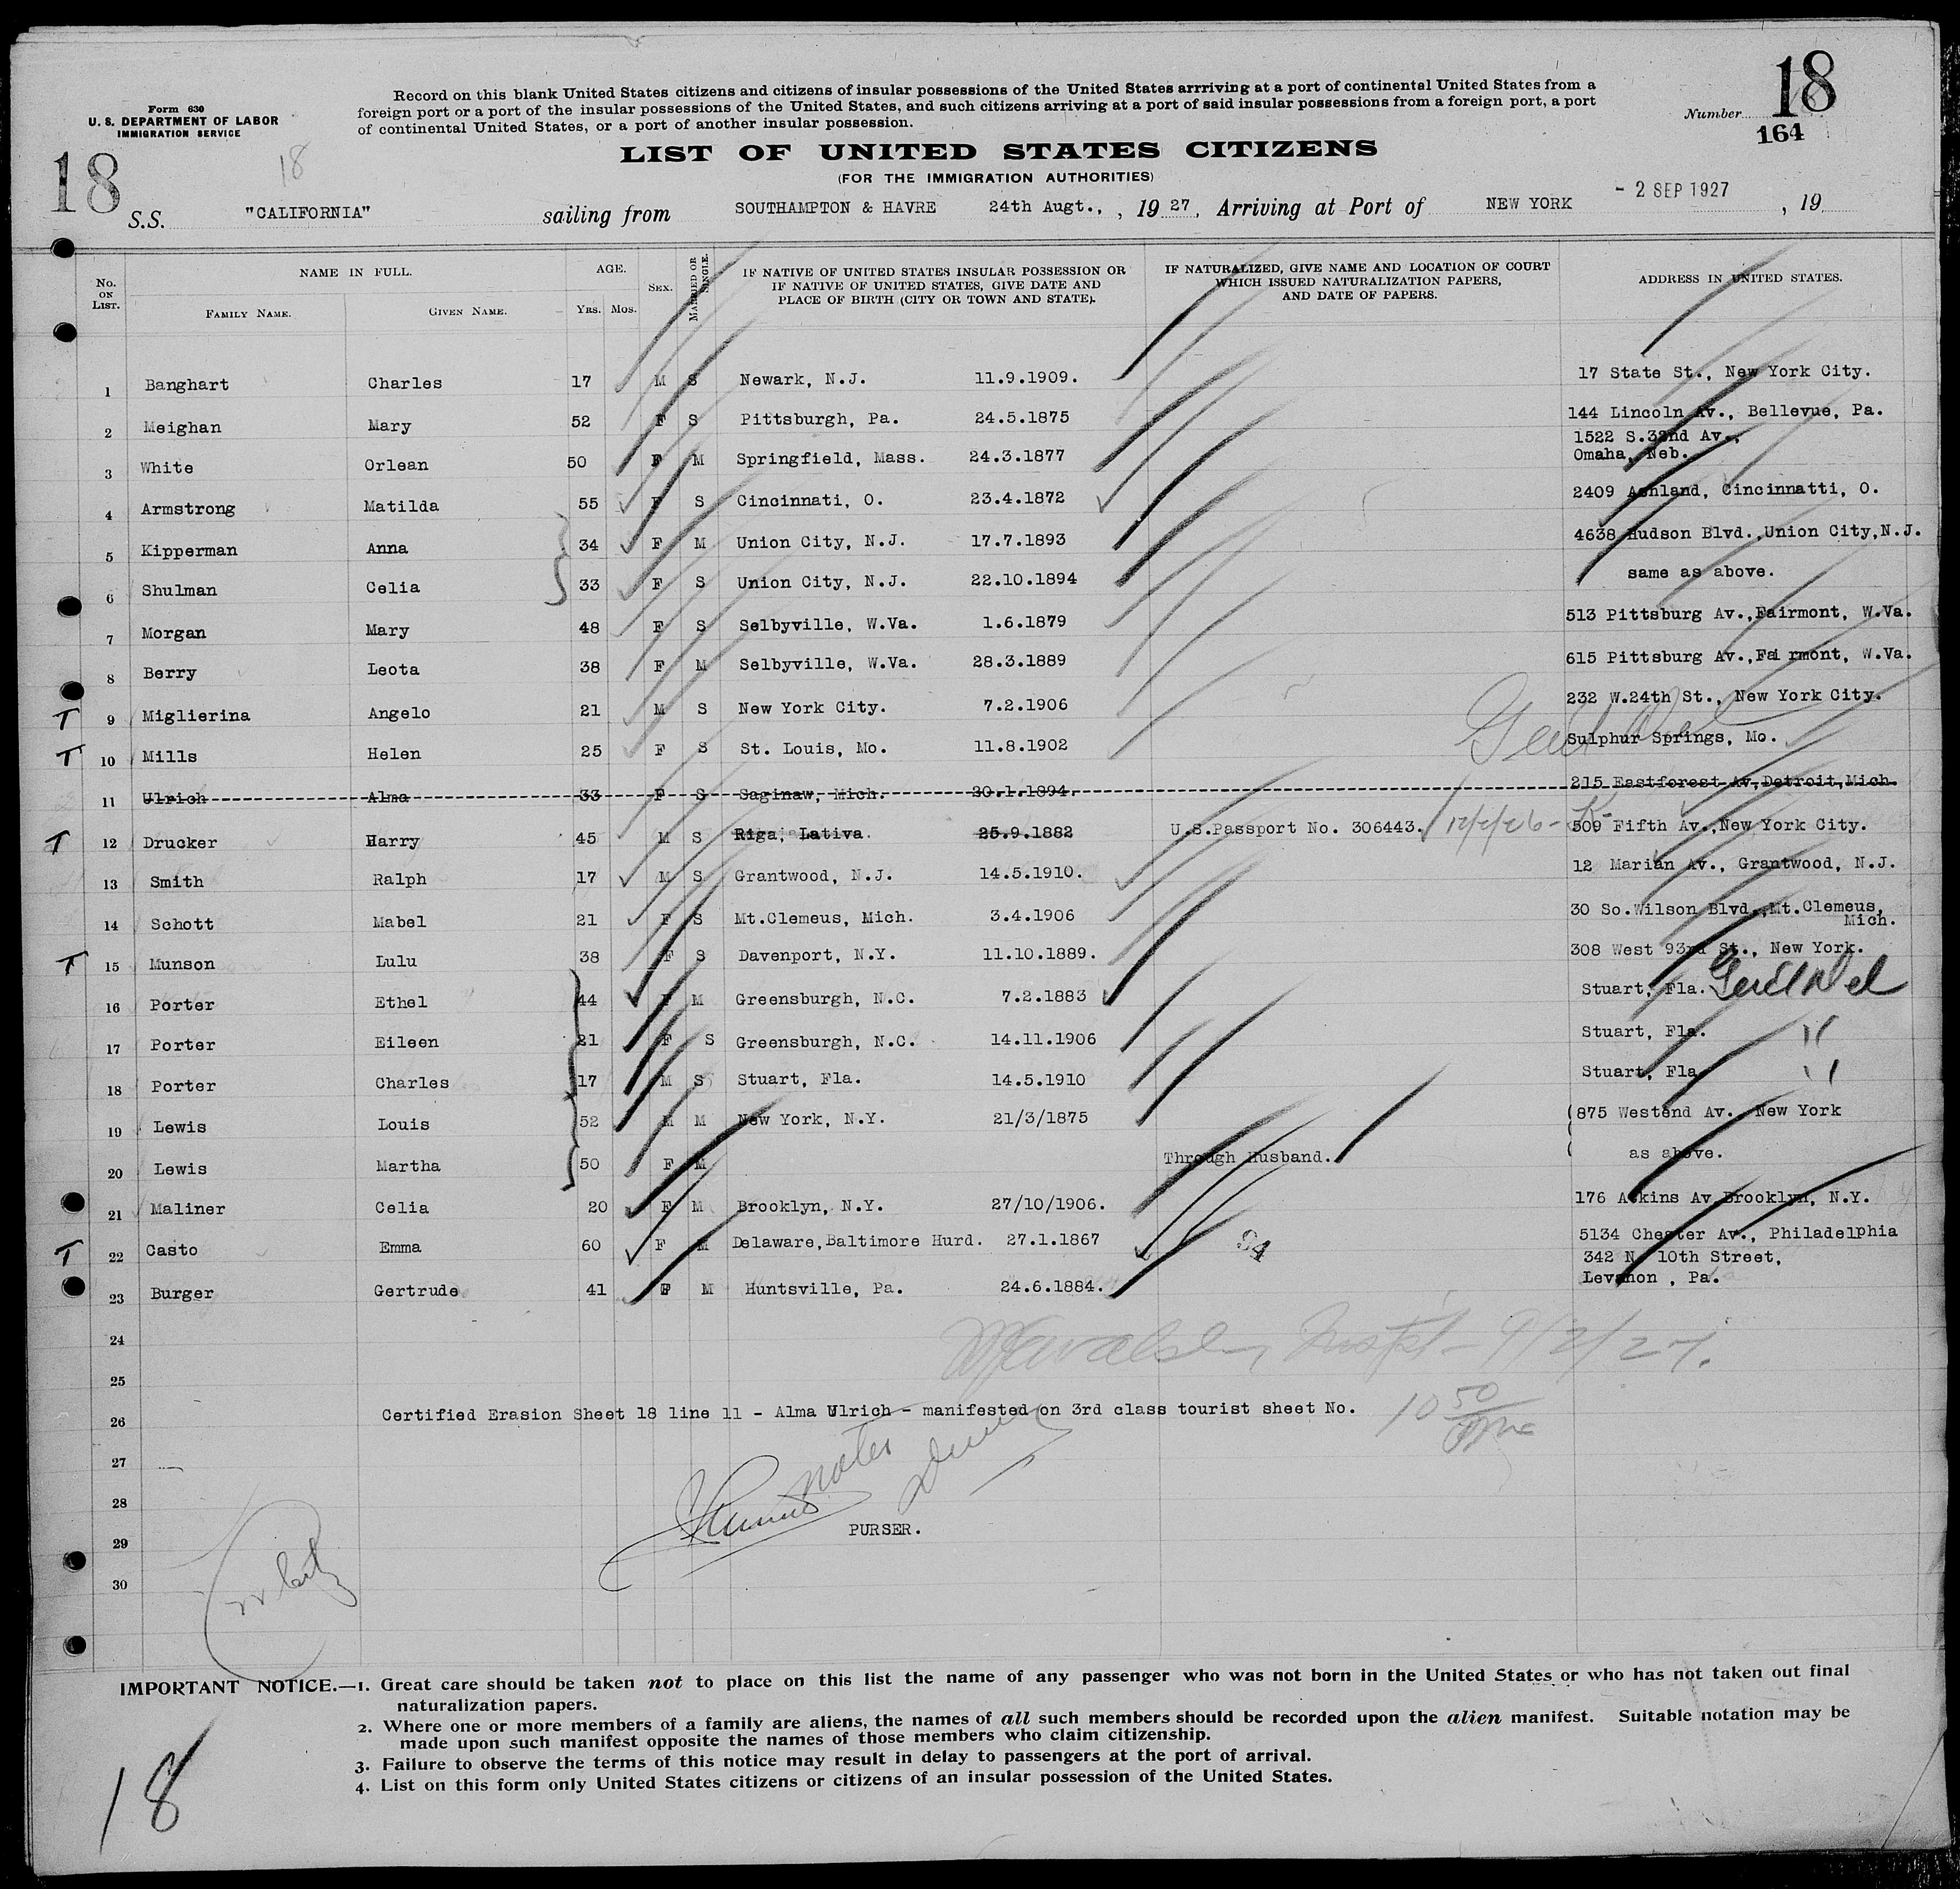 Form 630
U. S. DEPARTMENT OF LABOR
IMMIGRATION SERVICE
Record on this blank United States citizens and citizens of insular possessions of the United States arrriving at a port of continental United States from a
foreign port or a port of the insular possessions of the United States, and such citizens arriving at a port of said insular possessions from a foreign port, a port
of continental United States, or a port of another insular possession.
Number 18
164
18
18
LIST OF UNITED STATES CITIZENS
(FOR THE IMMIGRATION AUTHORITIES)
S.S. "CALIFORNIA" sailing from SOUTHAMPTON & HAVRE 24th Augt., , 19 27, Arriving at Port of NEW YORK - 2 SEP 1927 , 19
No. ON LIST. NAME IN FULL. FAMILY NAME. GIVEN NAME. AGE. YRS. MOS. SEX. MARRIED OR SINGLE. IF NATIVE OF UNITED STATES INSULAR POSSESSION OR IF NATIVE OF UNITED STATES, GIVE DATE AND PLACE OF BIRTH (CITY OR TOWN AND STATE). IF NATURALIZED, GIVE NAME AND LOCATION OF COURT WHICH ISSUED NATURALIZATION PAPERS, AND DATE OF PAPERS. ADDRESS IN UNITED STATES.
1 Banghart Charles 17 M S Newark, N.J. 11.9.1909. 17 State St., New York City.
2 Meighan Mary 52 F S Pittsburgh, Pa. 24.5.1875 144 Lincoln Av., Bellevue, Pa.
3 White Orlean 50 F M Springfield, Mass. 24.3.1877 1522 S.32nd Av., Omaha, Neb.
4 Armstrong Matilda 55 F S Cincinnati, O. 23.4.1872 2409 Ashland, Cincinnatti, O.
5 Kipperman Anna 34 F M Union City, N.J. 17.7.1893 4638 Hudson Blvd.,Union City,N.J.
6 Shulman Celia 33 F S Union City, N.J. 22.10.1894 same as above.
7 Morgan Mary 48 F S Selbyville, W.Va. 1.6.1879 513 Pittsburg Av.,Fairmont, W.Va.
8 Berry Leota 38 F M Selbyville, W.Va. 28.3.1889 615 Pittsburg Av.,Fai rmont, W.Va.
T 9 Miglierina Angelo 21 M S New York City. 7.2.1906 232 W.24th St., New York City.
T 10 Mills Helen 25 F S St. Louis, Mo. 11.8.1902 Sulphur Springs, Mo.
11 Ulrich Alma 33 F S Saginaw, Mich. 20.1.1894. 215 Eastforest Av,Detroit,Mich.
T 12 Drucker Harry 45 M S Riga, Lativa. 25.9.1882 U.S.Passport No. 306443. 509 Fifth Av.,New York City.
13 Smith Ralph 17 M S Grantwood, N.J. 14.5.1910. 12 Marian Av., Grantwood, N.J.
14 Schott Mabel 21 F S Mt.Clemeus, Mich. 3.4.1906 30 So.Wilson Blvd.,Mt.Clemeus, Mich.
T 15 Munson Lulu 38 F S Davenport, N.Y. 11.10.1889. 308 West 93rd St., New York.
16 Porter Ethel 44 F M Greensburgh, N.C. 7.2.1883 Stuart, Fla.
17 Porter Eileen 21 F S Greensburgh, N.C. 14.11.1906 Stuart, Fla. "
18 Porter Charles 17 M S Stuart, Fla. 14.5.1910 Stuart, Fla. "
19 Lewis Louis 52 M M New York, N.Y. 21/3/1875 875 Westend Av., New York
20 Lewis Martha 50 F M Through Husband. as above.
21 Maliner Celia 20 F M Brooklyn, N.Y. 27/10/1906. 176 Atkins Av Brooklyn, N.Y.
T 22 Casto Emma 60 F M Delaware,Baltimore Hurd. 27.1.1867 94 5134 Chester Av., Philadelphia
23 Burger Gertrude 41 F M Huntsville, Pa. 24.6.1884. 342 N. 10th Street, Levanon , Pa.
24
25
26 Certified Erasion Sheet 18 line 11 - Alma Ulrich - manifested on 3rd class tourist sheet No.
27
28
29 PURSER.
30
IMPORTANT NOTICE.—1. Great care should be taken not to place on this list the name of any passenger who was not born in the United States or who has not taken out final
naturalization papers.
2. Where one or more members of a family are aliens, the names of all such members should be recorded upon the alien manifest. Suitable notation may be
made upon such manifest opposite the names of those members who claim citizenship.
3. Failure to observe the terms of this notice may result in delay to passengers at the port of arrival.
4. List on this form only United States citizens or citizens of an insular possession of the United States.
18